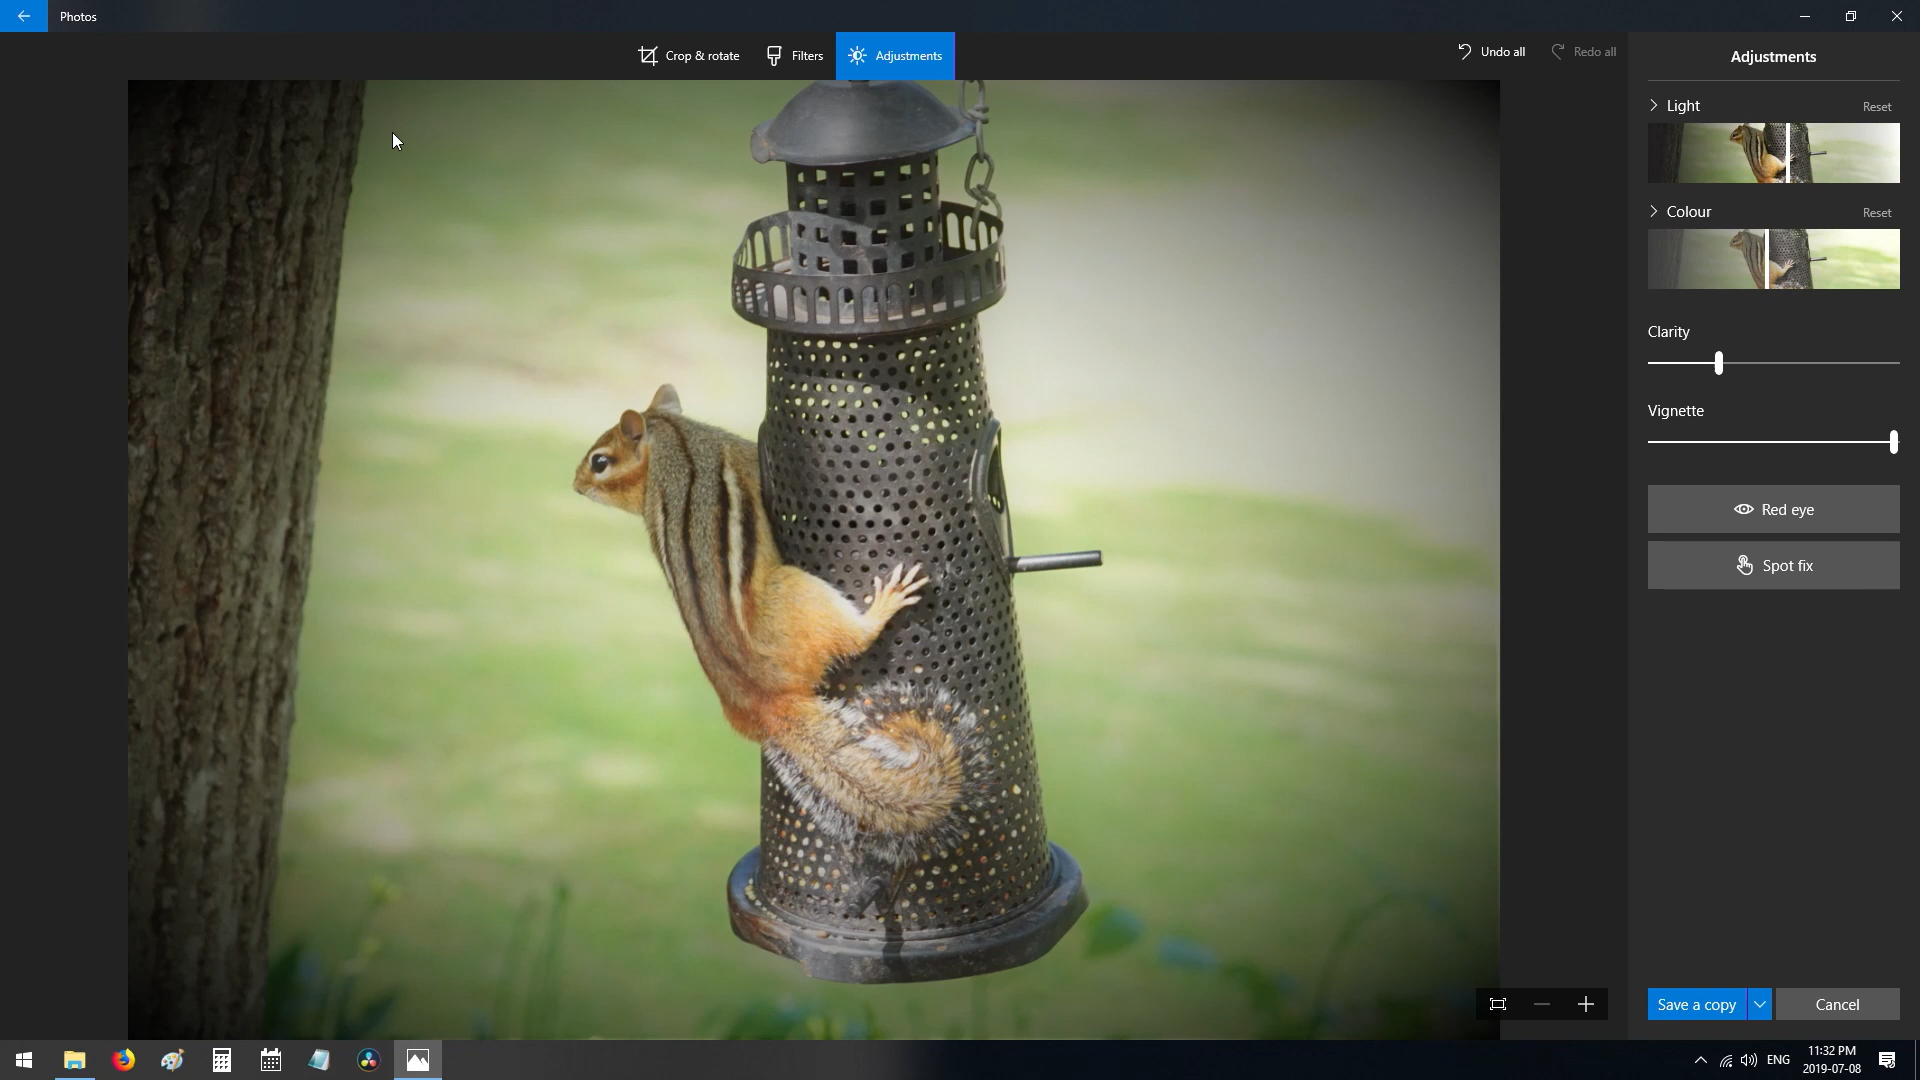 Photos
Crop & rotate
Filters
Adjustments
Undo all
Redo all
Adjustments
Light
Reset
Colour
Reset
Clarity
Vignette
Red eye
Spot fix
Save a copy
Cancel
ENG
11:32 PM
2019-07-08